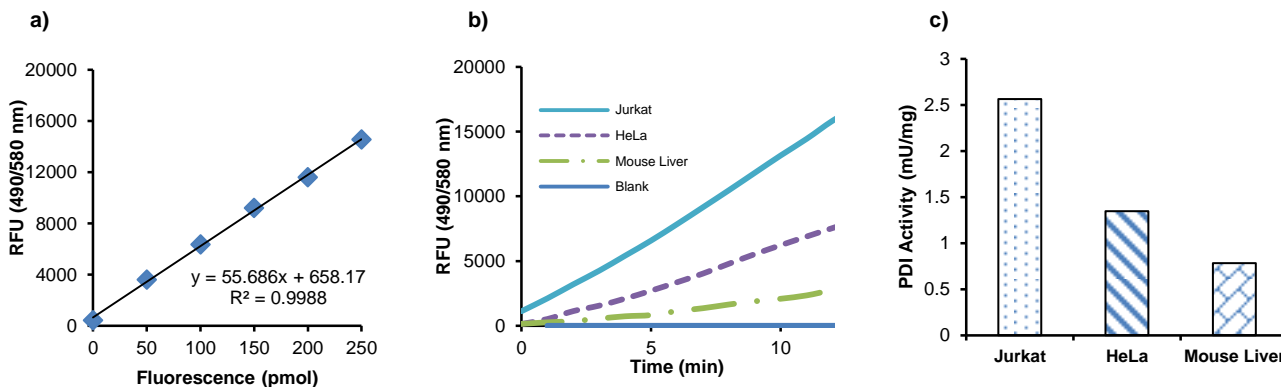 a)
RFU (490/580 nm)
20000
16000
12000
8000
4000
0
0 50 100 150 200 250
Fluorescence (pmol)
y = 55.686x + 658.17
R² = 0.9988
b)
RFU (490/580 nm)
20000
15000
10000
5000
0
0 5 10
Time (min)
Jurkat
HeLa
Mouse Liver
Blank
c)
PDI Activity (mU/mg)
3
2.5
2
1.5
1
0.5
0
Jurkat HeLa Mouse Liver